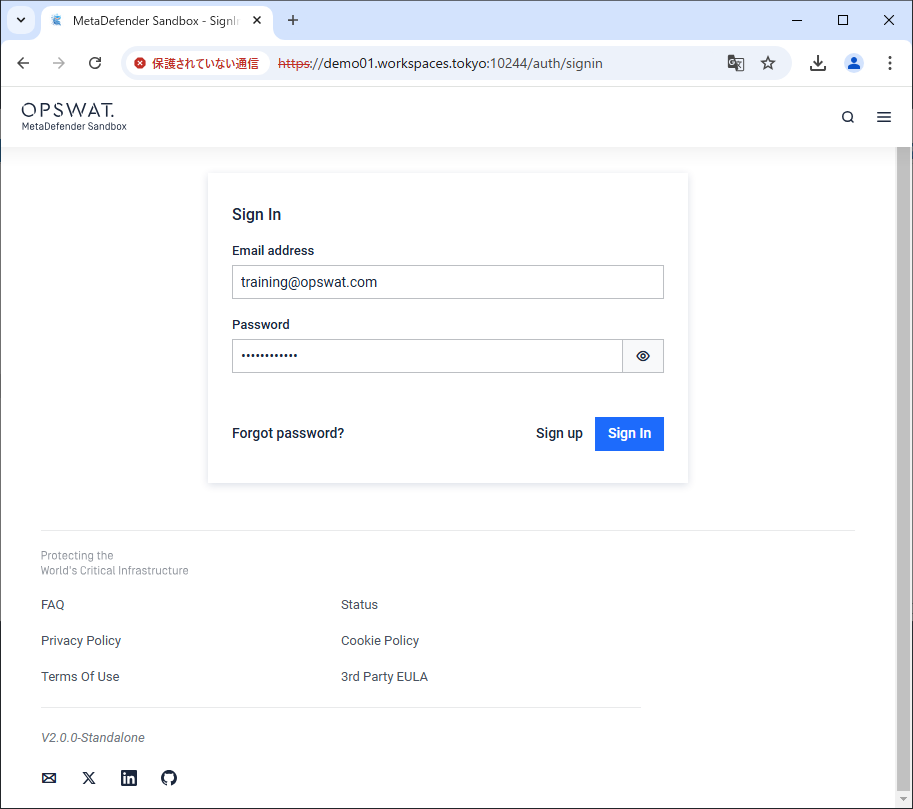 MetaDefender Sandbox - SignIn
保護されていない通信
https://demo01.workspaces.tokyo:10244/auth/signin
OPSWAT.
MetaDefender Sandbox
Sign In
Email address
training@opswat.com
Password
••••••••••••
Forgot password?
Sign up
Sign In
Protecting the
World's Critical Infrastructure
FAQ
Status
Privacy Policy
Cookie Policy
Terms Of Use
3rd Party EULA
V2.0.0-Standalone